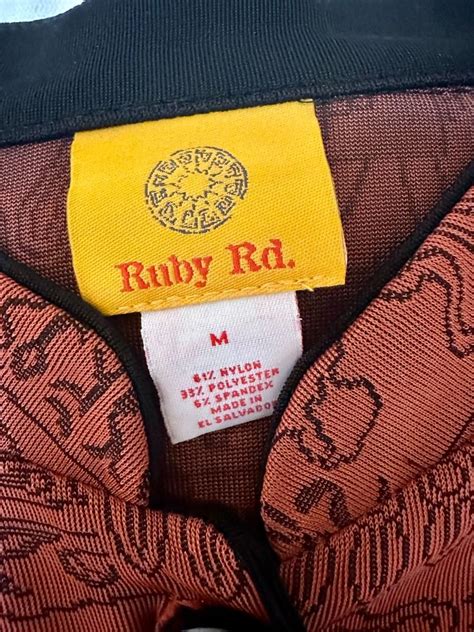 Ruby Rd.
M
61% NYLON
33% POLYESTER
6% SPANDEX
MADE IN
EL SALVADOR